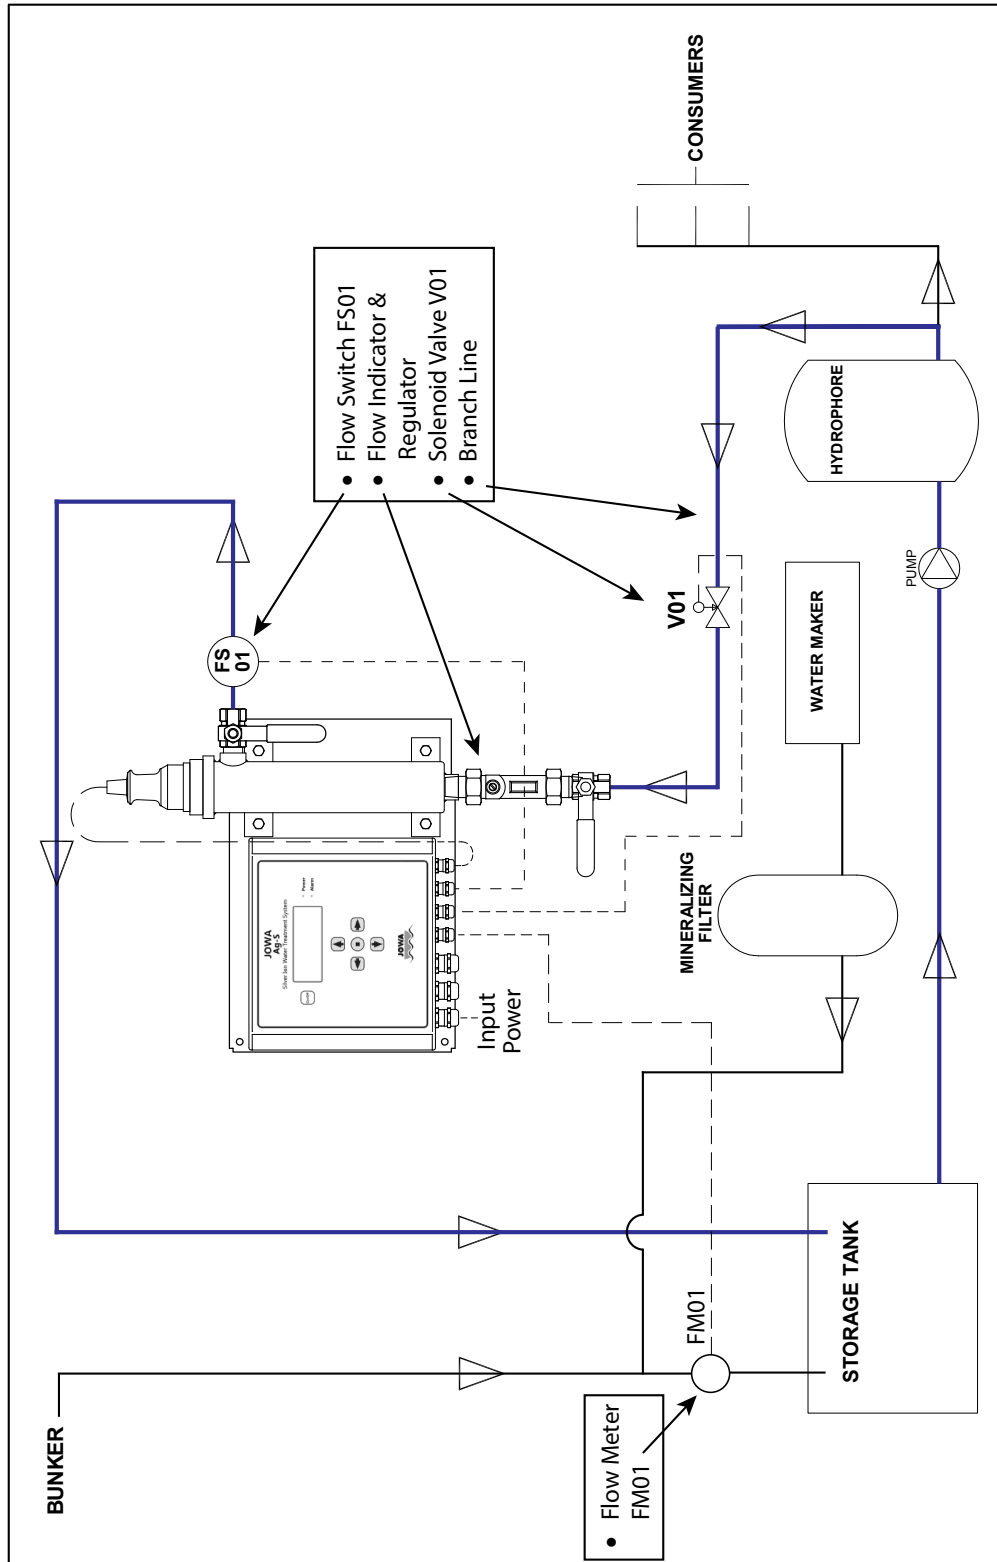 BUNKER
• Flow Meter
FM01
FM01
STORAGE TANK
Input
Power
JOWA
Ag-S
Silver Ion Water Treatment System
Power
Alarm
JOWA
MINERALIZING
FILTER
WATER MAKER
PUMP
HYDROPHORE
V01
FS
01
• Flow Switch FS01
• Flow Indicator &
Regulator
• Solenoid Valve V01
• Branch Line
CONSUMERS